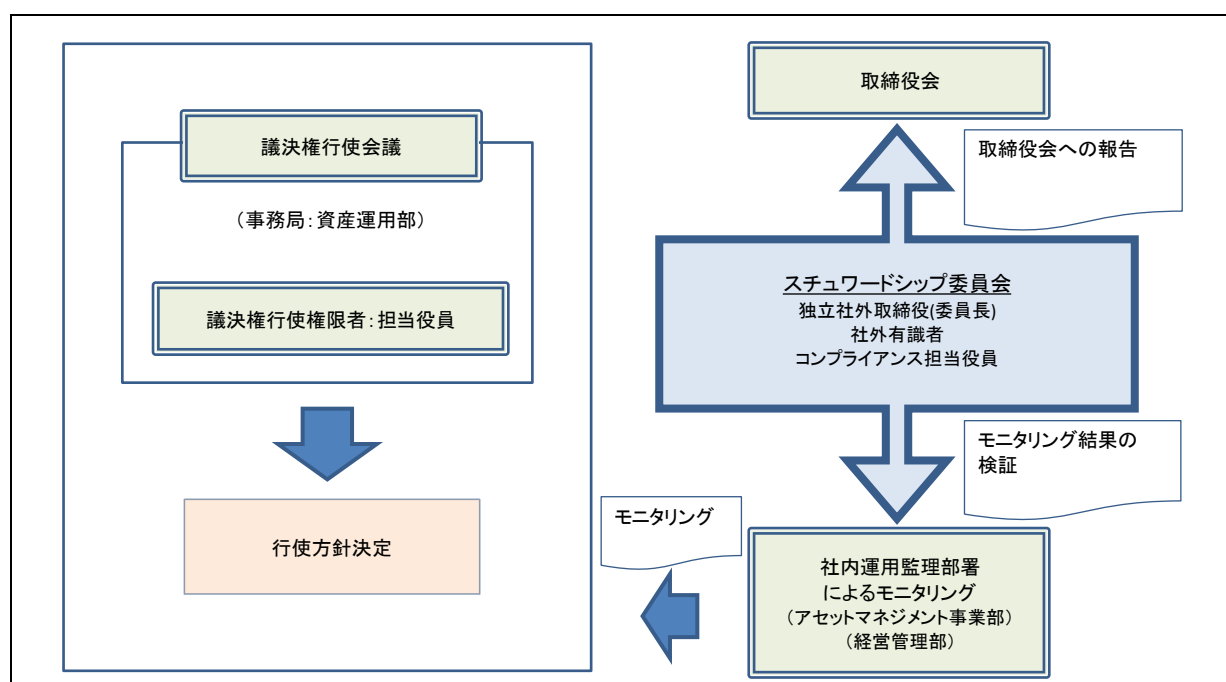 議決権行使会議
（事務局：資産運用部）
議決権行使権限者：担当役員
行使方針決定
取締役会
取締役会への報告
スチュワードシップ委員会
独立社外取締役(委員長)
社外有識者
コンプライアンス担当役員
モニタリング結果の
検証
モニタリング
社内運用監理部署
によるモニタリング
（アセットマネジメント事業部）
（経営管理部）